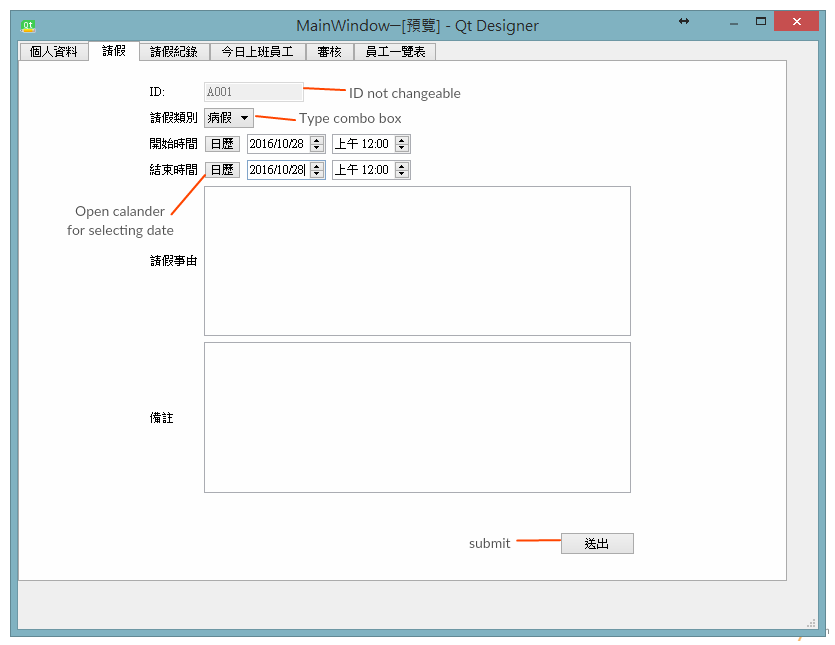 Qt
MainWindow─[預覽] - Qt Designer
個人資料 請假 請假紀錄 今日上班員工 審核 員工一覽表
ID: A001 ID not changeable
請假類別 病假 Type combo box
開始時間 日歷 2016/10/28 上午 12:00
結束時間 日歷 2016/10/28 上午 12:00
Open calander
for selecting date
請假事由
備註
submit 送出